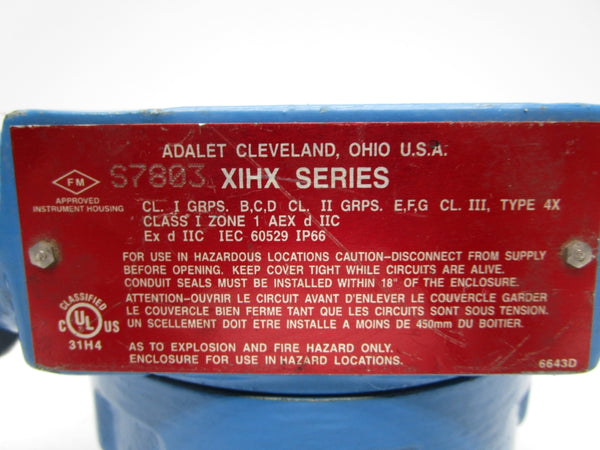 ADALET CLEVELAND, OHIO U.S.A.
FM
APPROVED
INSTRUMENT HOUSING
S7803 XIHX SERIES
CL. I GRPS. B,C,D CL. II GRPS. E,F,G CL. III, TYPE 4X
CLASS I ZONE 1 AEX d IIC
Ex d IIC IEC 60529 IP66
FOR USE IN HAZARDOUS LOCATIONS CAUTION-DISCONNECT FROM SUPPLY
BEFORE OPENING. KEEP COVER TIGHT WHILE CIRCUITS ARE ALIVE.
CONDUIT SEALS MUST BE INSTALLED WITHIN 18" OF THE ENCLOSURE.
ATTENTION-OUVRIR LE CIRCUIT AVANT D'ENLEVER LE COUVERCLE GARDER
LE COUVERCLE BIEN FERME TANT QUE LES CIRCUITS SONT SOUS TENSION.
UN SCELLEMENT DOIT ETRE INSTALLE A MOINS DE 450mm DU BOITIER.
CLASSIFIED
C UL US
31H4
AS TO EXPLOSION AND FIRE HAZARD ONLY.
ENCLOSURE FOR USE IN HAZARD LOCATIONS.
6643D